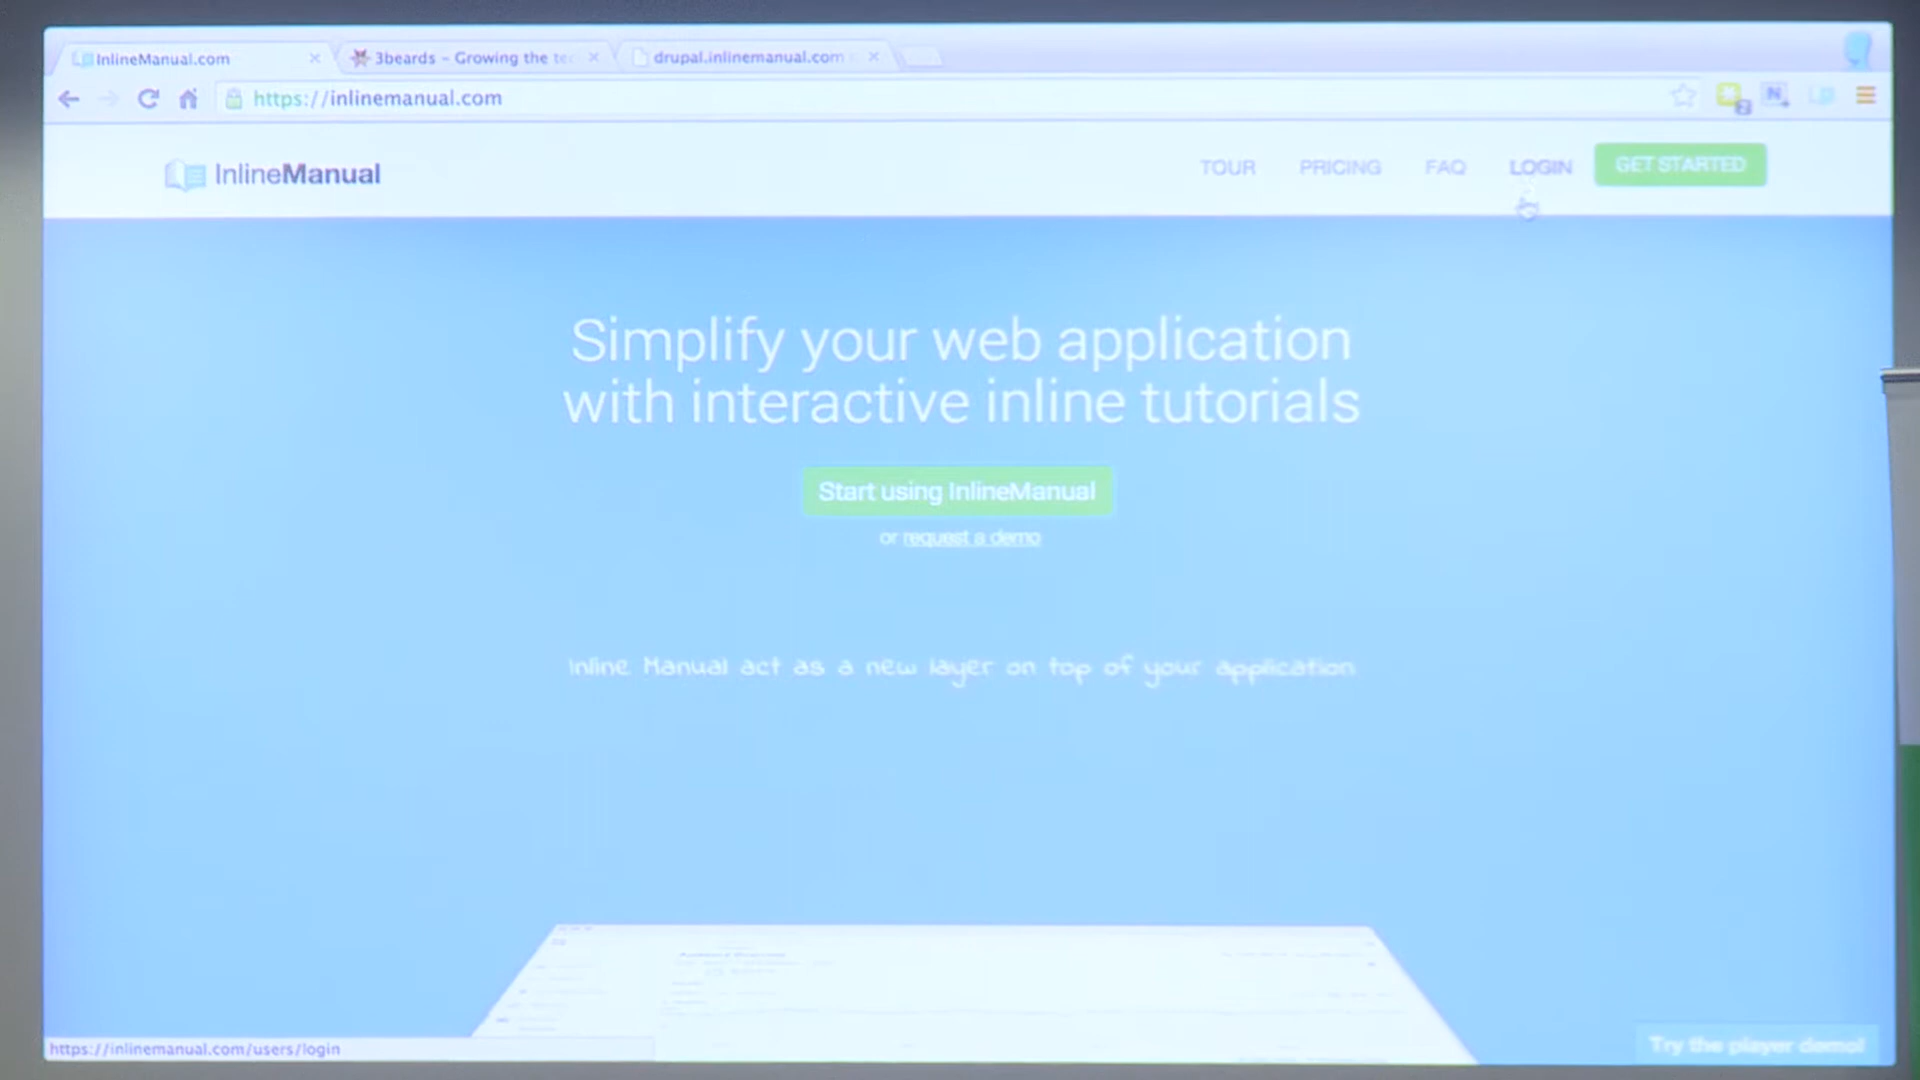 InlineManual.com
3beards – Growing the tec
drupal.inlinemanual.com
https://inlinemanual.com
InlineManual
TOUR
PRICING
FAQ
LOGIN
GET STARTED
Simplify your web application
with interactive inline tutorials
Start using InlineManual
or request a demo
Inline Manual act as a new layer on top of your application
https://inlinemanual.com/users/login
Try the player demo!